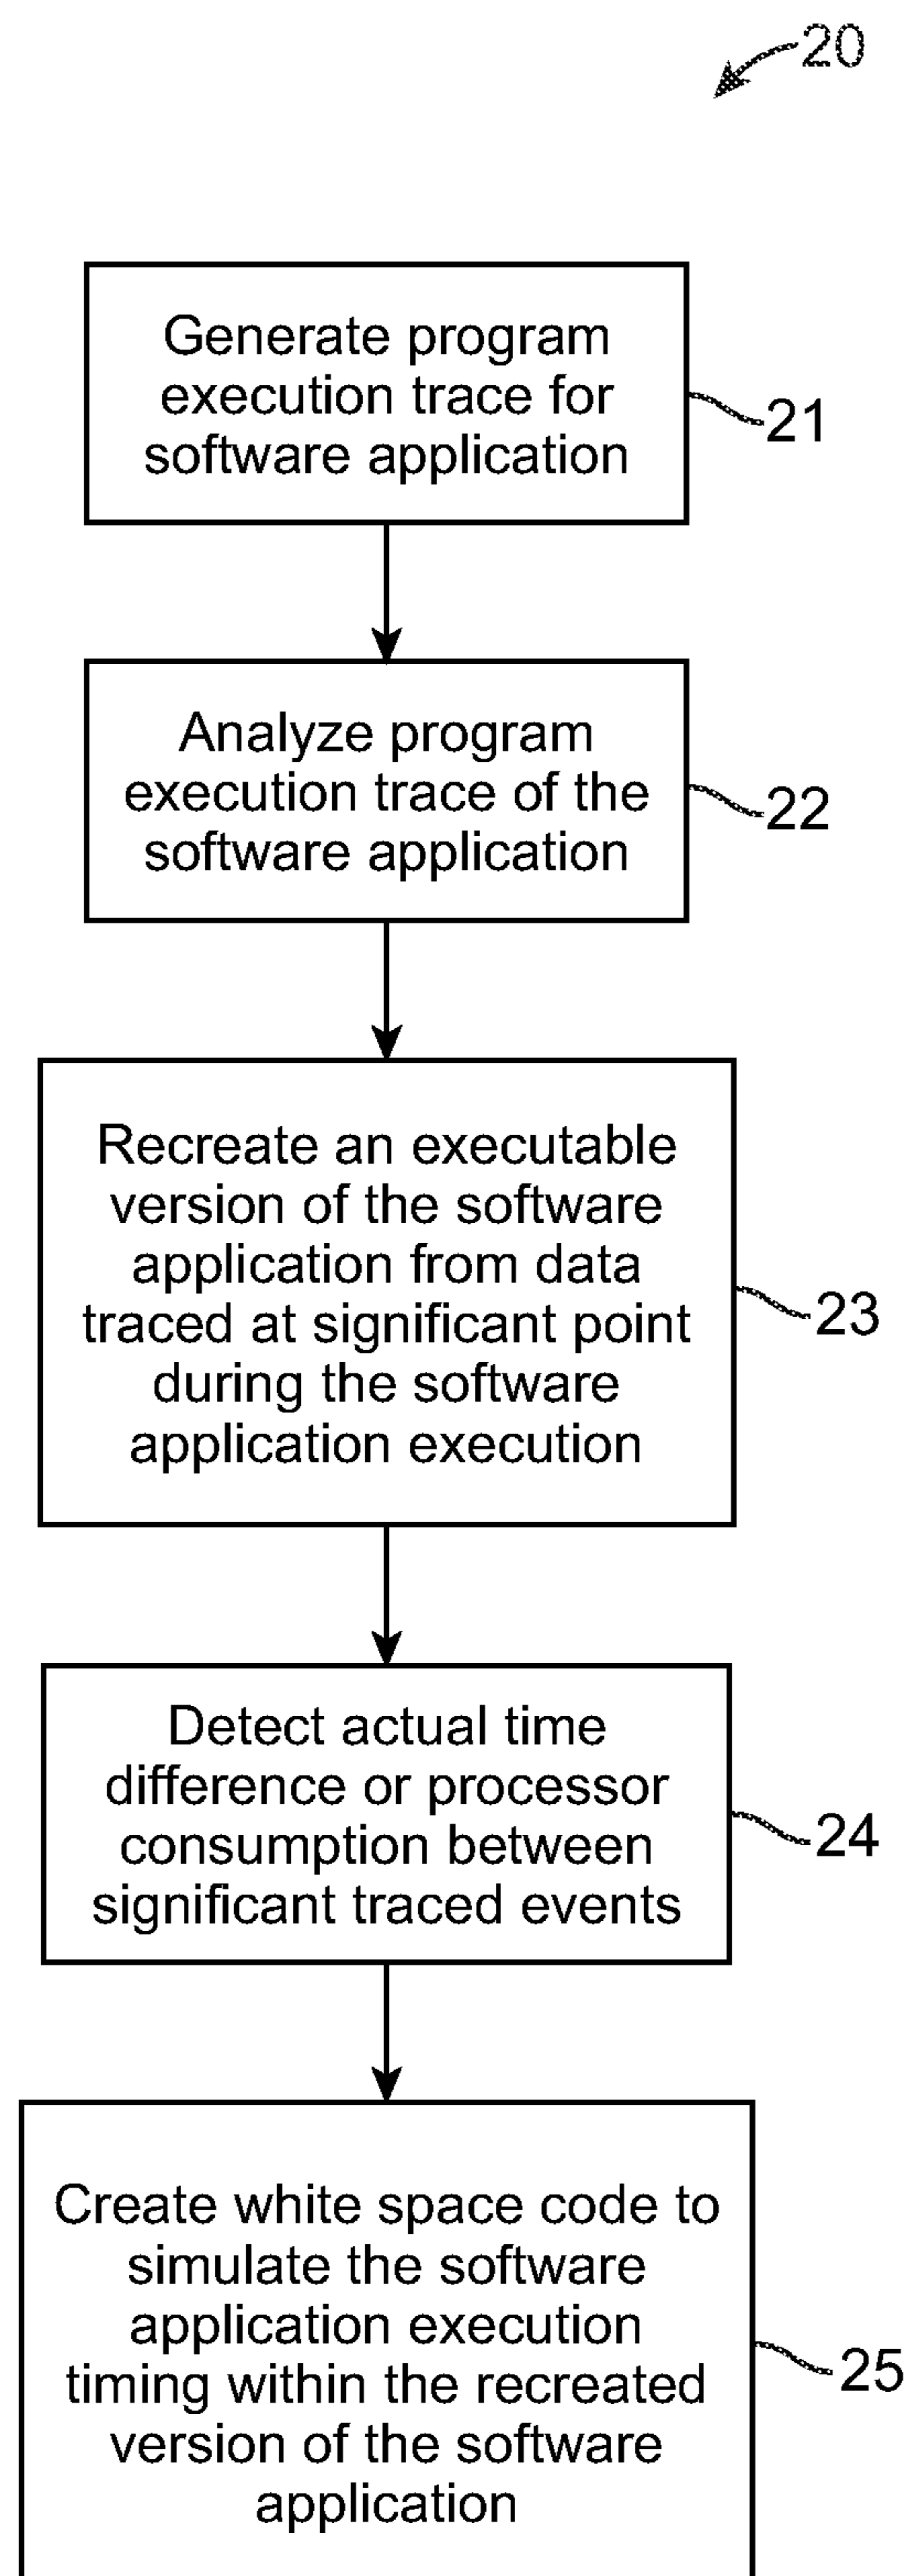 20
Generate program
execution trace for
software application
21
Analyze program
execution trace of the
software application
22
Recreate an executable
version of the software
application from data
traced at significant point
during the software
application execution
23
Detect actual time
difference or processor
consumption between
significant traced events
24
Create white space code to
simulate the software
application execution
timing within the recreated
version of the software
application
25